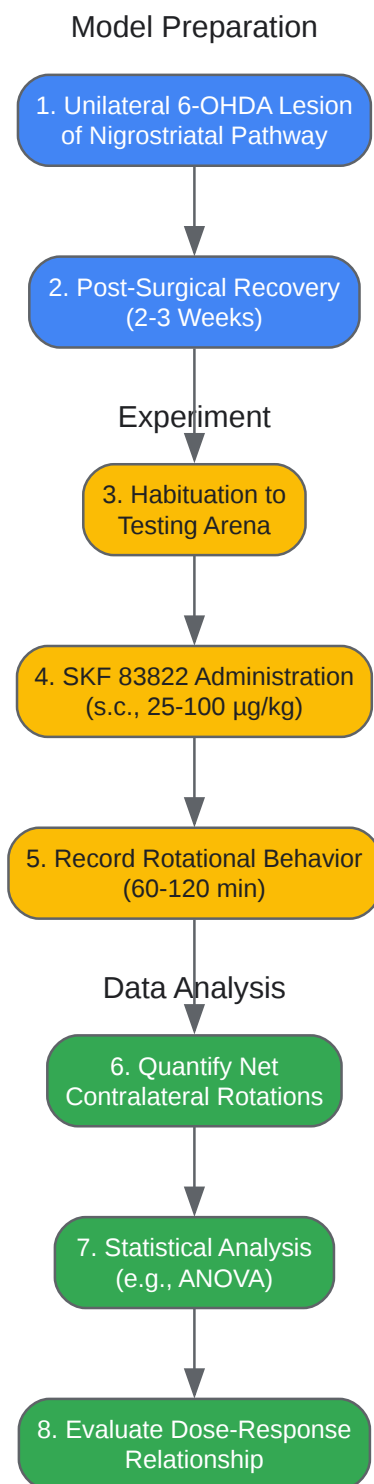 Model Preparation
1. Unilateral 6-OHDA Lesion
of Nigrostriatal Pathway
2. Post-Surgical Recovery
(2-3 Weeks)
Experiment
3. Habituation to
Testing Arena
4. SKF 83822 Administration
(s.c., 25-100 µg/kg)
5. Record Rotational Behavior
(60-120 min)
Data Analysis
6. Quantify Net
Contralateral Rotations
7. Statistical Analysis
(e.g., ANOVA)
8. Evaluate Dose-Response
Relationship